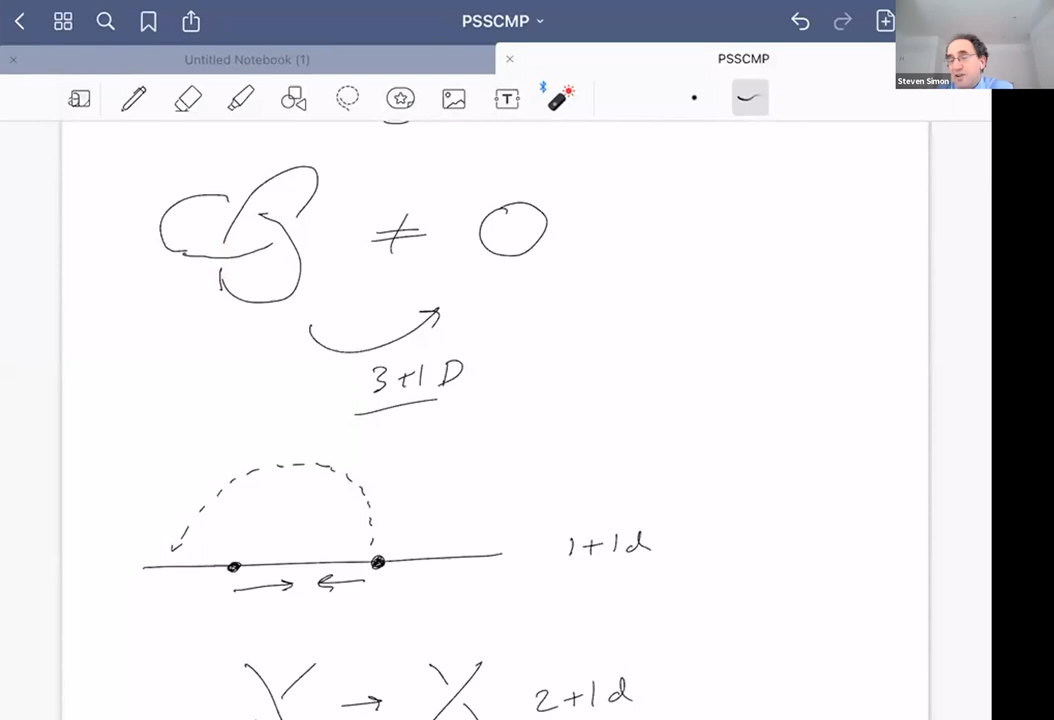 PSSCMP
Untitled Notebook (1)
PSSCMP
Steven Simon
T
≠
3+1 D
1+1 d
→
2+1 d